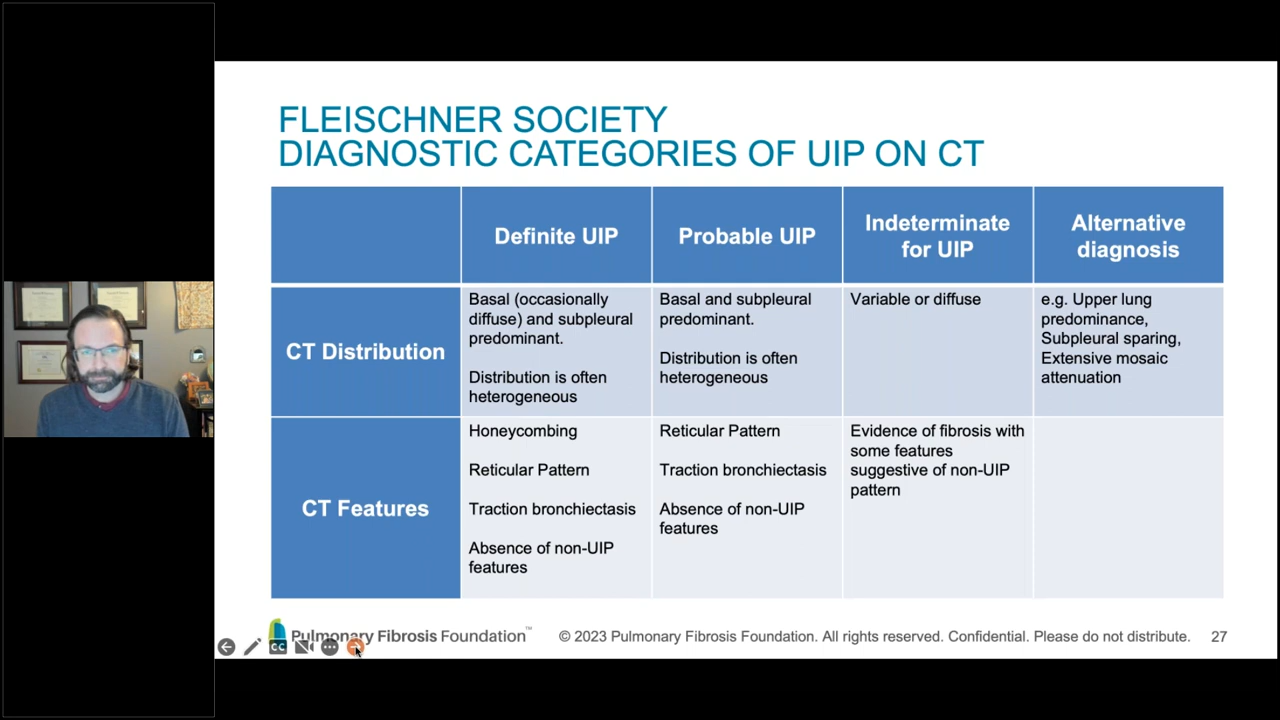 FLEISCHNER SOCIETY
DIAGNOSTIC CATEGORIES OF UIP ON CT
Definite UIP
Probable UIP
Indeterminate
for UIP
Alternative
diagnosis
CT Distribution
Basal (occasionally
diffuse) and subpleural
predominant.
Distribution is often
heterogeneous
Basal and subpleural
predominant.
Distribution is often
heterogeneous
Variable or diffuse
e.g. Upper lung
predominance,
Subpleural sparing,
Extensive mosaic
attenuation
CT Features
Honeycombing
Reticular Pattern
Traction bronchiectasis
Absence of non-UIP
features
Reticular Pattern
Traction bronchiectasis
Absence of non-UIP
features
Evidence of fibrosis with
some features
suggestive of non-UIP
pattern
Pulmonary Fibrosis Foundation™
© 2023 Pulmonary Fibrosis Foundation. All rights reserved. Confidential. Please do not distribute.
27
CC